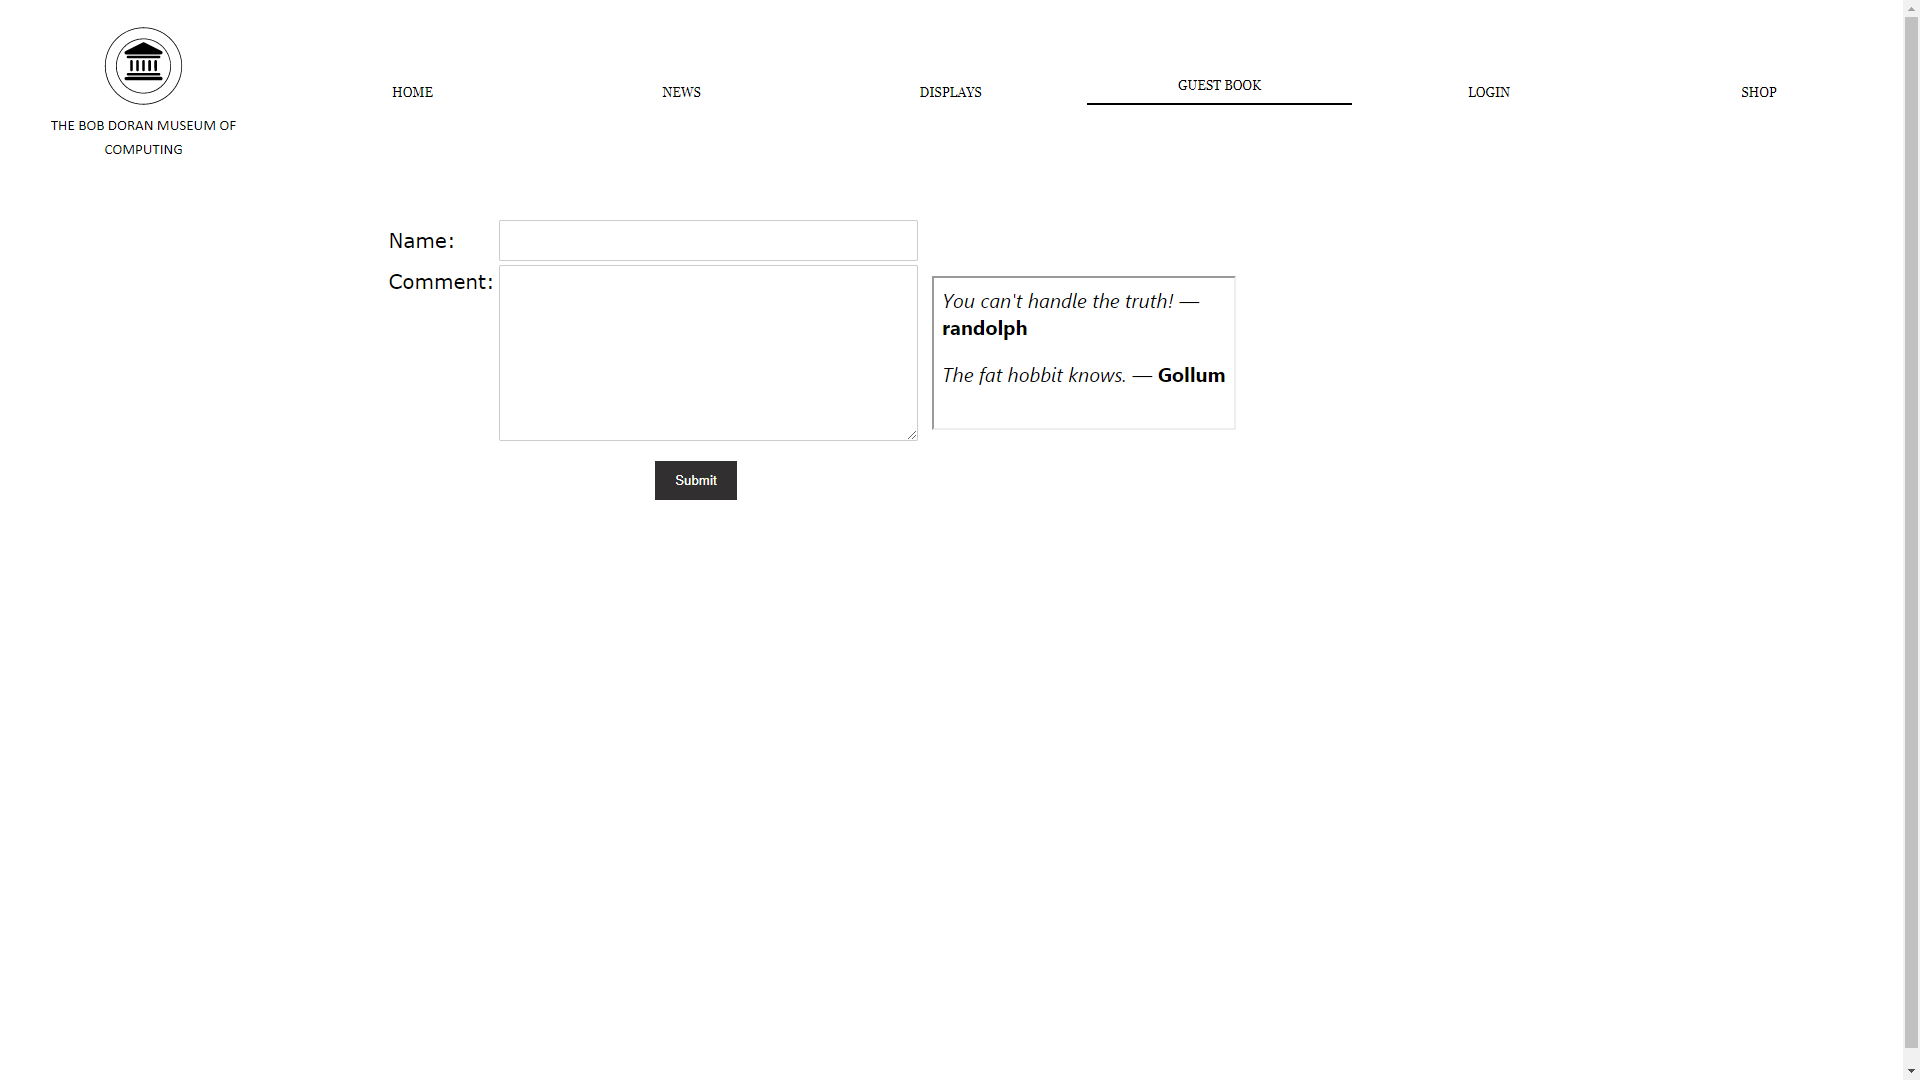 THE BOB DORAN MUSEUM OF
COMPUTING
HOME
NEWS
DISPLAYS
GUEST BOOK
LOGIN
SHOP
Name:
Comment:
You can't handle the truth! —
randolph
The fat hobbit knows. — Gollum
Submit